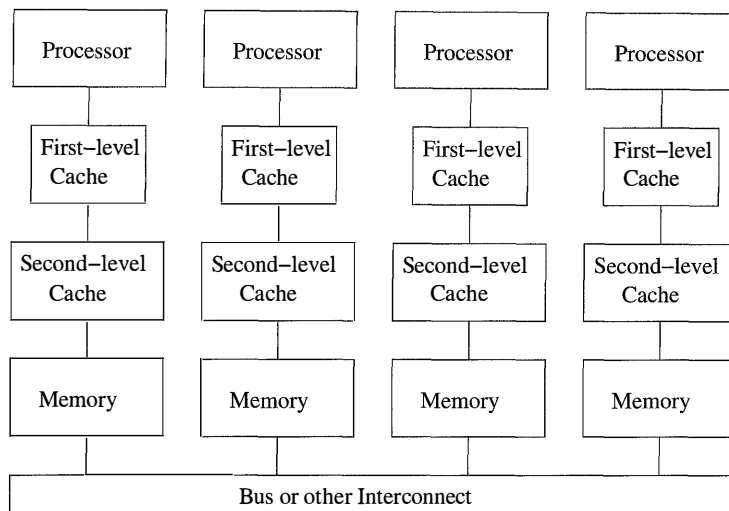 Processor Processor Processor Processor
First–level First–level First–level First–level
Cache Cache Cache Cache
Second–level Second–level Second–level Second–level
Cache Cache Cache Cache
Memory Memory Memory Memory
Bus or other Interconnect